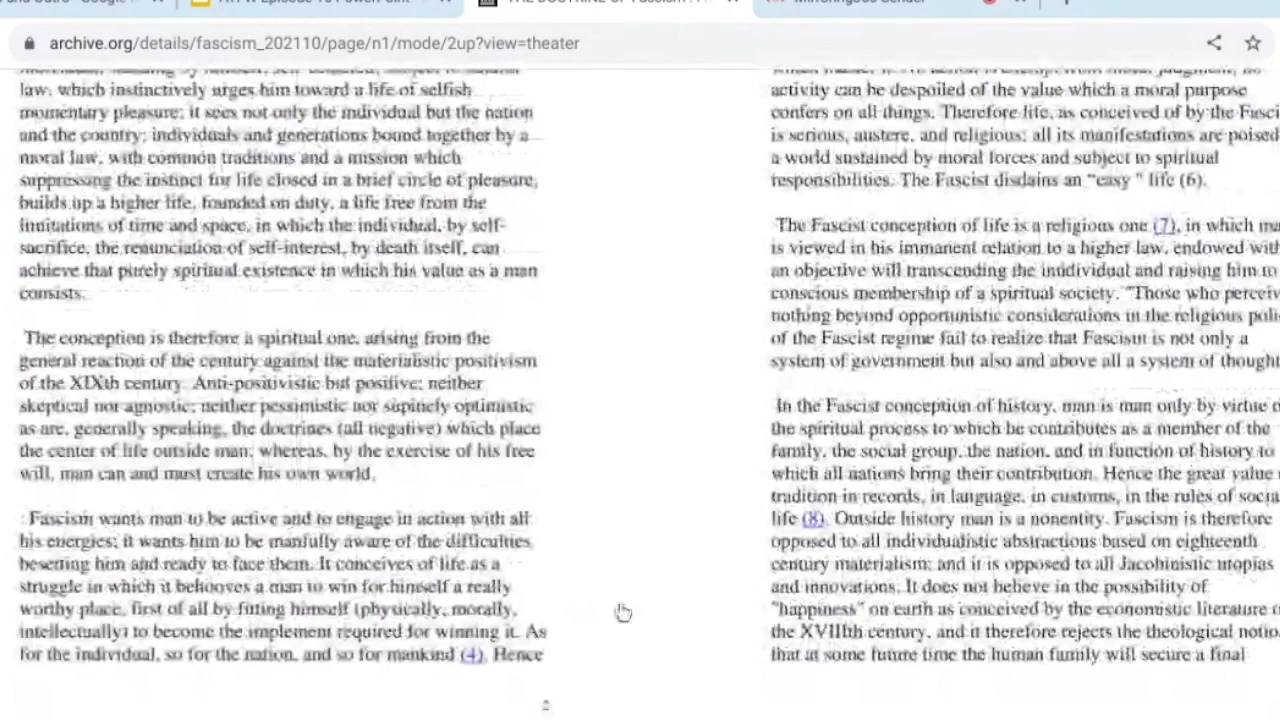 archive.org/details/fascism_202110/page/n1/mode/2up?view=theater
law, which instinctively urges him toward a life of selfish
momentary pleasure; it sees not only the individual but the nation
and the country; individuals and generations bound together by a
moral law, with common traditions and a mission which
suppressing the instinct for life closed in a brief circle of pleasure,
builds up a higher life, founded on duty, a life free from the
limitations of time and space, in which the individual, by self-
sacrifice, the renunciation of self-interest, by death itself, can
achieve that purely spiritual existence in which his value as a man
consists.
The conception is therefore a spiritual one, arising from the
general reaction of the century against the materialistic positivism
of the XIXth century. Anti-positivistic but positive; neither
skeptical nor agnostic; neither pessimistic nor supinely optimistic
as are, generally speaking, the doctrines (all negative) which place
the center of life outside man; whereas, by the exercise of his free
will, man can and must create his own world.
Fascism wants man to be active and to engage in action with all
his energies; it wants him to be manfully aware of the difficulties
besetting him and ready to face them. It conceives of life as a
struggle in which it behooves a man to win for himself a really
worthy place, first of all by fitting himself (physically, morally,
intellectually) to become the implement required for winning it. As
for the individual, so for the nation, and so for mankind (4). Hence
activity can be despoiled of the value which a moral purpose
confers on all things. Therefore life, as conceived of by the Fasci
is serious, austere, and religious; all its manifestations are poised
a world sustained by moral forces and subject to spiritual
responsibilities. The Fascist disdains an "easy " life (6).
The Fascist conception of life is a religious one (7), in which ma
is viewed in his immanent relation to a higher law, endowed with
an objective will transcending the individual and raising him to
conscious membership of a spiritual society. "Those who perceiv
nothing beyond opportunistic considerations in the religious poli
of the Fascist regime fail to realize that Fascism is not only a
system of government but also and above all a system of thought
In the Fascist conception of history, man is man only by virtue o
the spiritual process to which he contributes as a member of the
family, the social group, the nation, and in function of history to
which all nations bring their contribution. Hence the great value
tradition in records, in language, in customs, in the rules of socia
life (8). Outside history man is a nonentity. Fascism is therefore
opposed to all individualistic abstractions based on eighteenth
century materialism; and it is opposed to all Jacobinistic utopias
and innovations. It does not believe in the possibility of
"happiness" on earth as conceived by the economistic literature o
the XVIIIth century, and it therefore rejects the theological notio
that at some future time the human family will secure a final